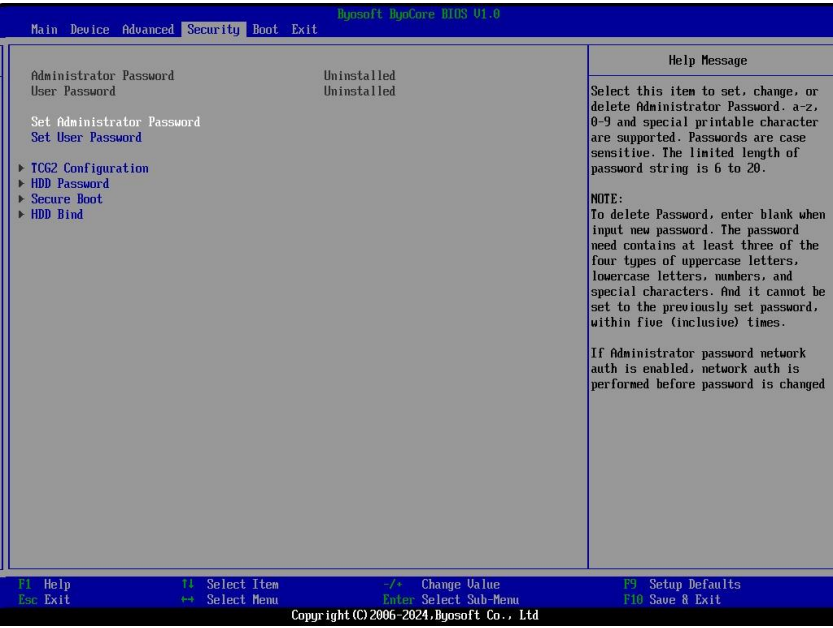 Byosoft ByoCore BIOS V1.0
Main Device Advanced Security Boot Exit
Administrator Password Uninstalled
User Password Uninstalled
Set Administrator Password
Set User Password
TCG2 Configuration
HDD Password
Secure Boot
HDD Bind
Help Message
Select this item to set, change, or
delete Administrator Password. a-z,
0-9 and special printable character
are supported. Passwords are case
sensitive. The limited length of
password string is 6 to 20.
NOTE:
To delete Password, enter blank when
input new password. The password
need contains at least three of the
four types of uppercase letters,
lowercase letters, numbers, and
special characters. And it cannot be
set to the previously set password,
within five (inclusive) times.
If Administrator password network
auth is enabled, network auth is
performed before password is changed
F1 Help ↑↓ Select Item -/+ Change Value F9 Setup Defaults
Esc Exit ←→ Select Menu Enter Select Sub-Menu F10 Save & Exit
Copyright(C)2006-2024,Byosoft Co., Ltd